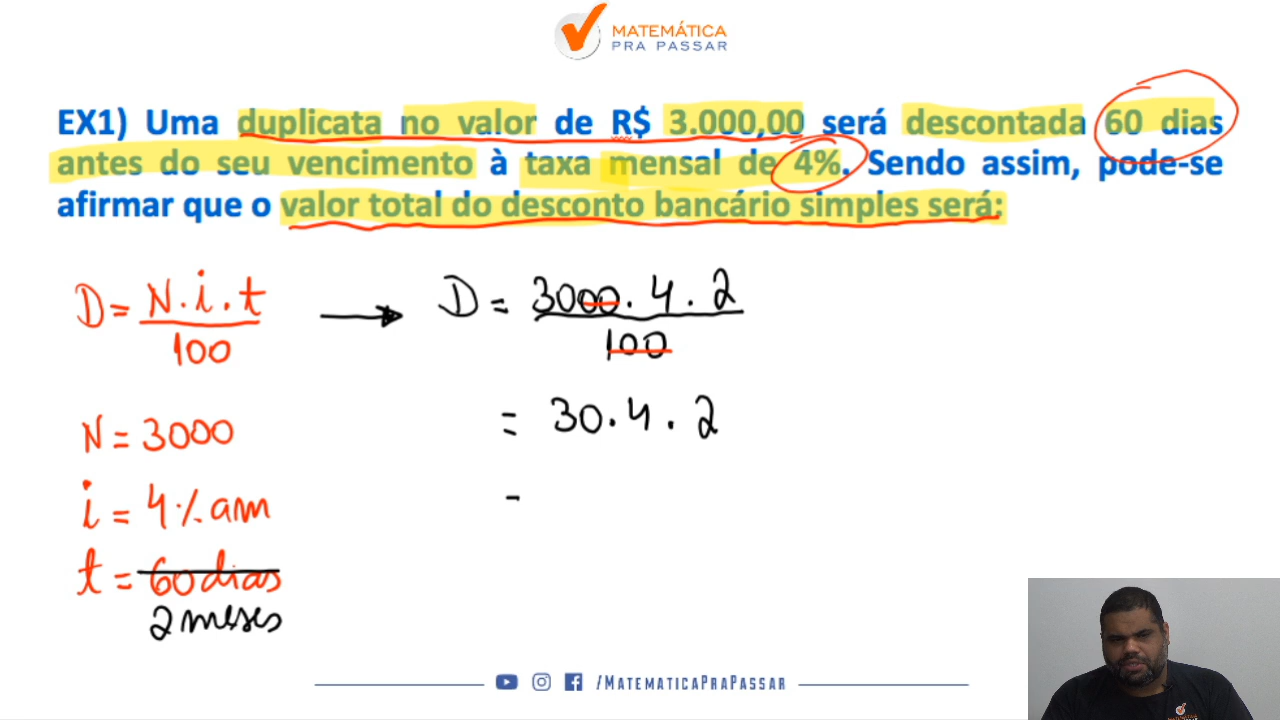 MATEMÁTICA
PRA PASSAR
EX1) Uma duplicata no valor de R$ 3.000,00 será descontada 60 dias
antes do seu vencimento à taxa mensal de 4%. Sendo assim, pode-se
afirmar que o valor total do desconto bancário simples será:
D = N.i.t
100
D = 3000.4.2
100
= 30.4.2
=
N = 3000
i = 4% am
t = 60 dias
2 meses
/MATEMATICAPRAPASSAR